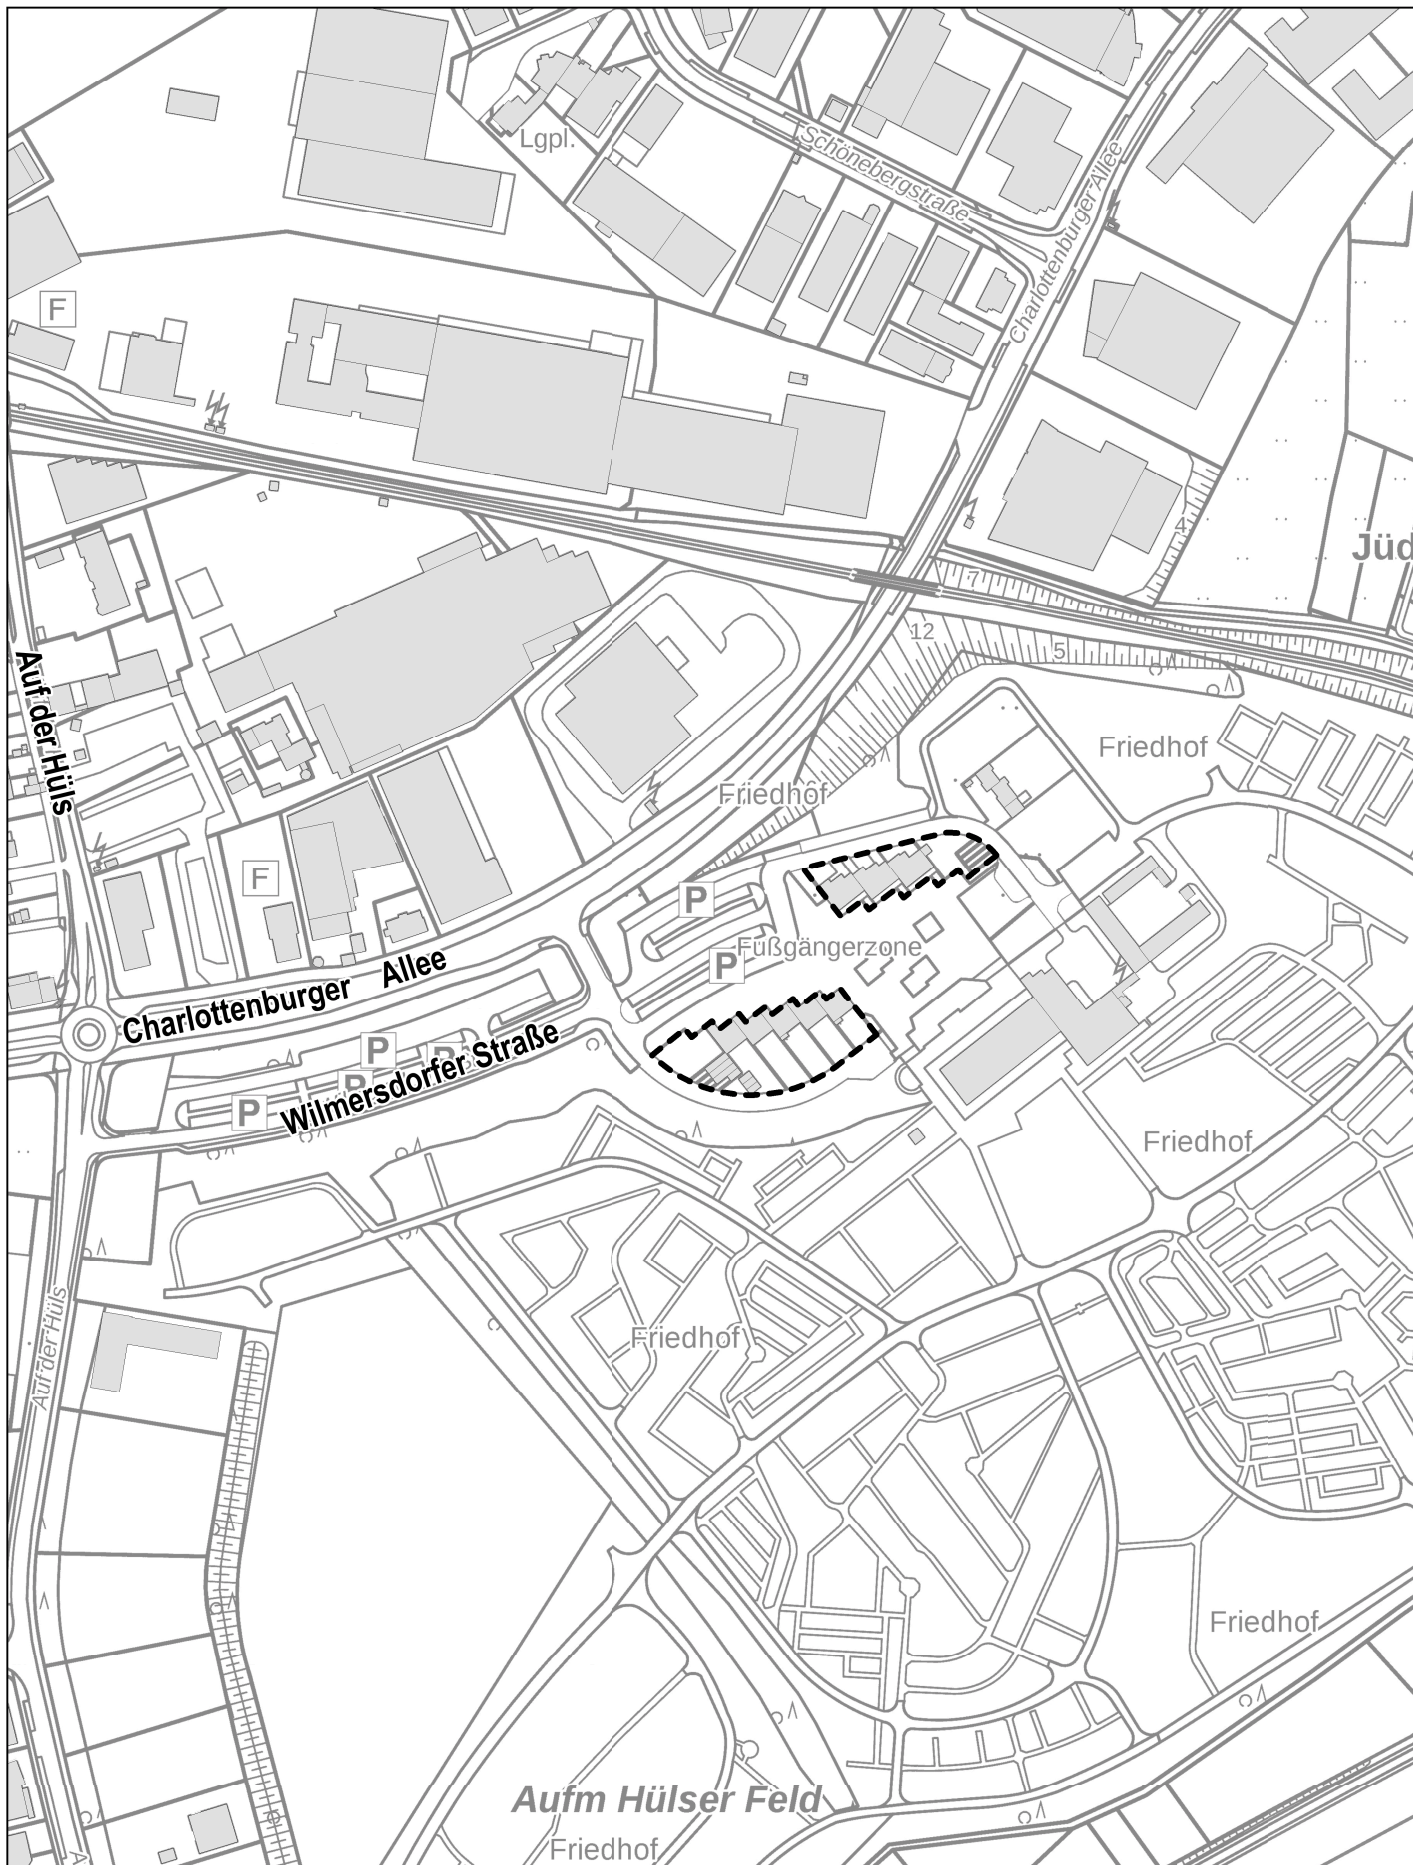 Lgpl.
Schönebergstraße
Charlottenburger Allee
F
4
Jüd
7
12
5
Auf der Hüls
Friedhof
Friedhof
F
P
Fußgängerzone
P
Charlottenburger Allee
P
P
P
Wilmersdorfer Straße
P
Friedhof
Auf der Hüls
Friedhof
Friedhof
Aufm Hülser Feld
Friedhof